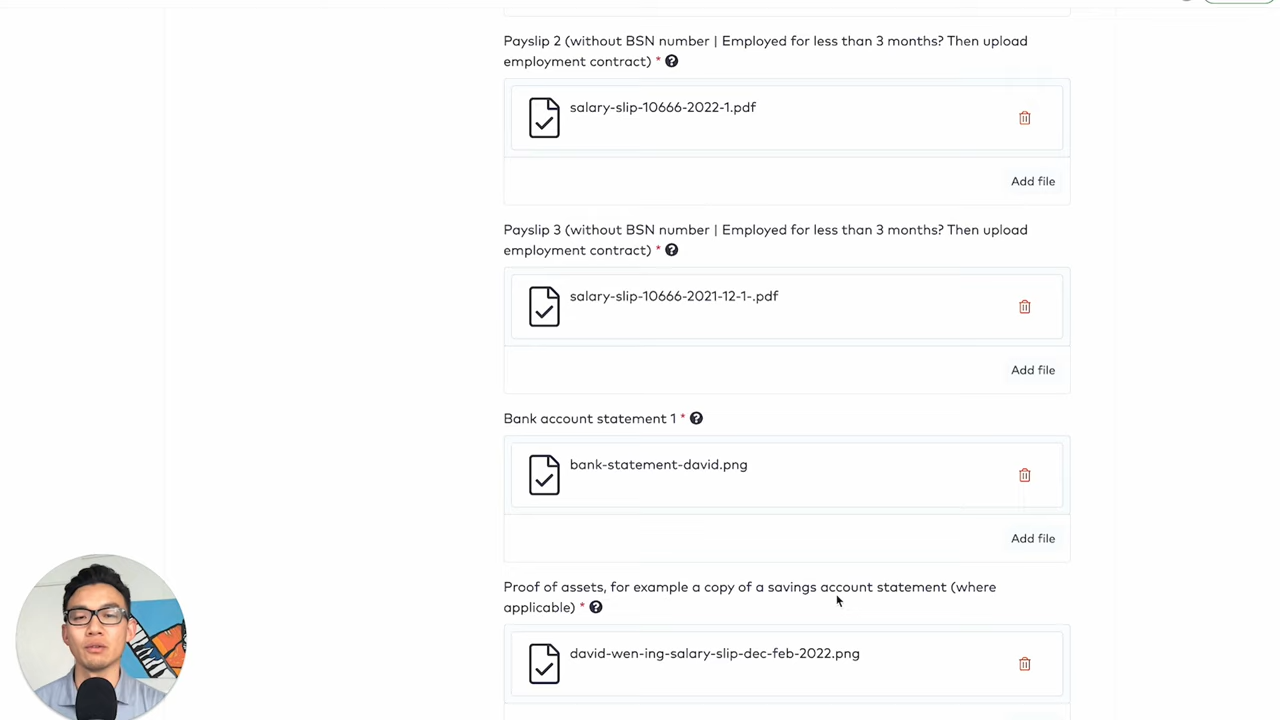 Payslip 2 (without BSN number | Employed for less than 3 months? Then upload
employment contract) * ?
salary-slip-10666-2022-1.pdf
Add file
Payslip 3 (without BSN number | Employed for less than 3 months? Then upload
employment contract) * ?
salary-slip-10666-2021-12-1-.pdf
Add file
Bank account statement 1 * ?
bank-statement-david.png
Add file
Proof of assets, for example a copy of a savings account statement (where
applicable) * ?
david-wen-ing-salary-slip-dec-feb-2022.png